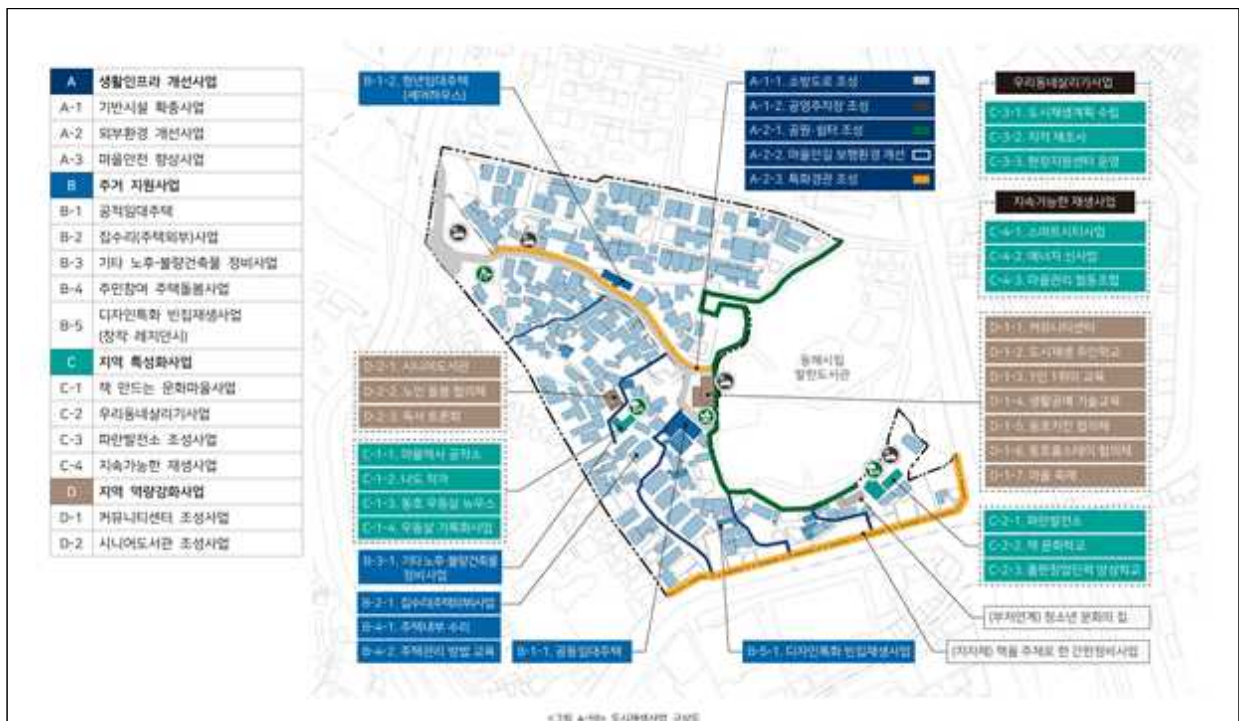 A 생활인프라 개선사업
A-1 기반시설 확충사업
A-2 외부환경 개선사업
A-3 마을안전 향상사업
B 주거 지원사업
B-1 공적임대주택
B-2 집수리(주택외부)사업
B-3 기타 노후·불량건축물 정비사업
B-4 주민참여 주택돌봄사업
B-5 디자인특화 빈집재생사업
(창작 레지던시)
C 지역 특성화사업
C-1 책 만드는 문화마을사업
C-2 우리동네살리기사업
C-3 파란발전소 조성사업
C-4 지속가능한 재생사업
D 지역 역량강화사업
D-1 커뮤니티센터 조성사업
D-2 시니어도서관 조성사업
B-1-2. 청년임대주택
(셰어하우스)
A-1-1. 소방도로 조성
A-1-2. 공영주차장 조성
A-2-1. 공원·쉼터 조성
A-2-2. 마을안길 보행환경 개선
A-2-3. 특화경관 조성
우리동네살리기사업
C-3-1. 도시재생계획 수립
C-3-2. 지적 재조사
C-3-3. 현장지원센터 운영
지속가능한 재생사업
C-4-1. 스마트시티사업
C-4-2. 에너지 신사업
C-4-3. 마을관리 협동조합
동해시립
발한도서관
D-2-1. 시니어도서관
D-2-2. 노인 돌봄 협의체
D-2-3. 독서 토론회
D-1-1. 커뮤니티센터
D-1-2. 도시재생 주민학교
D-1-3. 1인 1취미 교육
D-1-4. 생활공예 기술교육
D-1-5. 동호지한 협의체
D-1-6. 동호홈스테이 협의체
D-1-7. 마을 축제
C-1-1. 마을역사 공작소
C-1-2. 나도 작가
C-1-3. 동호 우동살 뉴우스
C-1-4. 우동살 기록화사업
C-2-1. 파란발전소
C-2-2. 책 문화학교
C-2-3. 출판창업인력 양성학교
B-3-1. 기타노후·불량건축물
정비사업
B-2-1. 집수리(주택외부)사업
B-4-1. 주택내부 수리
B-4-2. 주택관리 방법 교육
B-1-1. 공동임대주택
B-5-1. 디자인특화 빈집재생사업
(부처연계) 청소년 문화의 집
(지자체) 책을 주제로 한 간판정비사업
도시재생사업 구상도